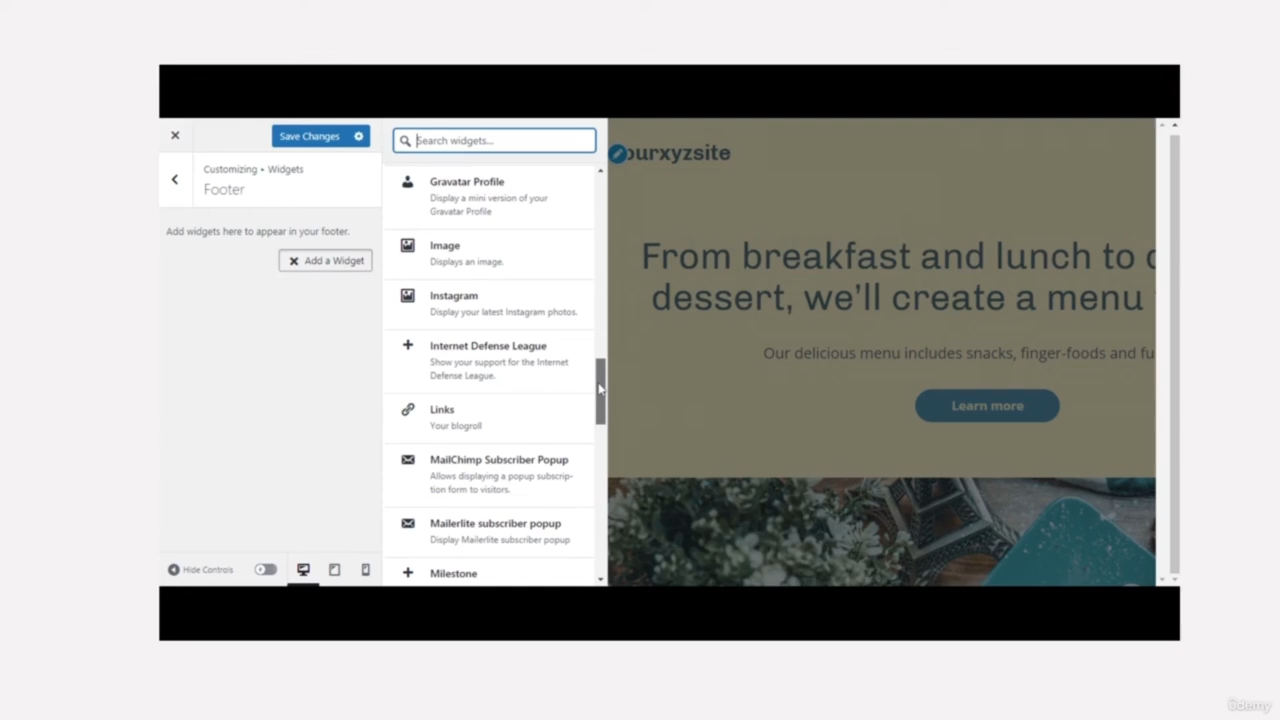 Save Changes
Customizing • Widgets
Footer
Add widgets here to appear in your footer.
Add a Widget
Hide Controls
Search widgets...
Gravatar Profile
Display a mini version of your
Gravatar Profile
Image
Displays an image.
Instagram
Display your latest Instagram photos.
Internet Defense League
Show your support for the Internet
Defense League.
Links
Your blogroll
MailChimp Subscriber Popup
Allows displaying a popup subscrip-
tion form to visitors.
Mailerlite subscriber popup
Display Mailerlite subscriber popup
Milestone
ourxyzsite
From breakfast and lunch to
dessert, we'll create a menu
Our delicious menu includes snacks, finger-foods and fu
Learn more
ûdemy